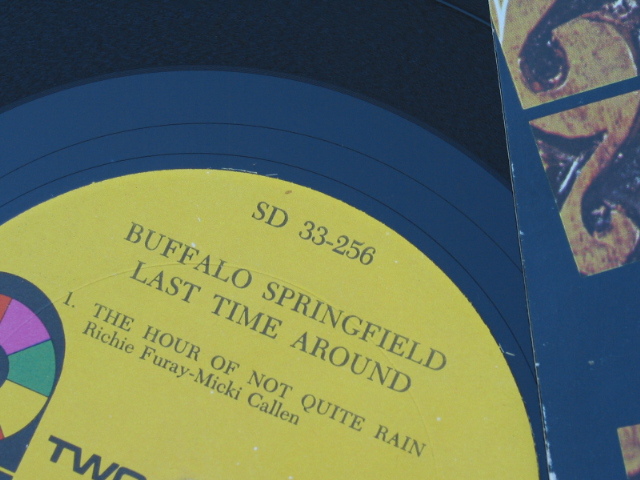 SD 33-256
BUFFALO SPRINGFIELD
LAST TIME AROUND
1. THE HOUR OF NOT QUITE RAIN
Richie Furay-Micki Callen
TWO